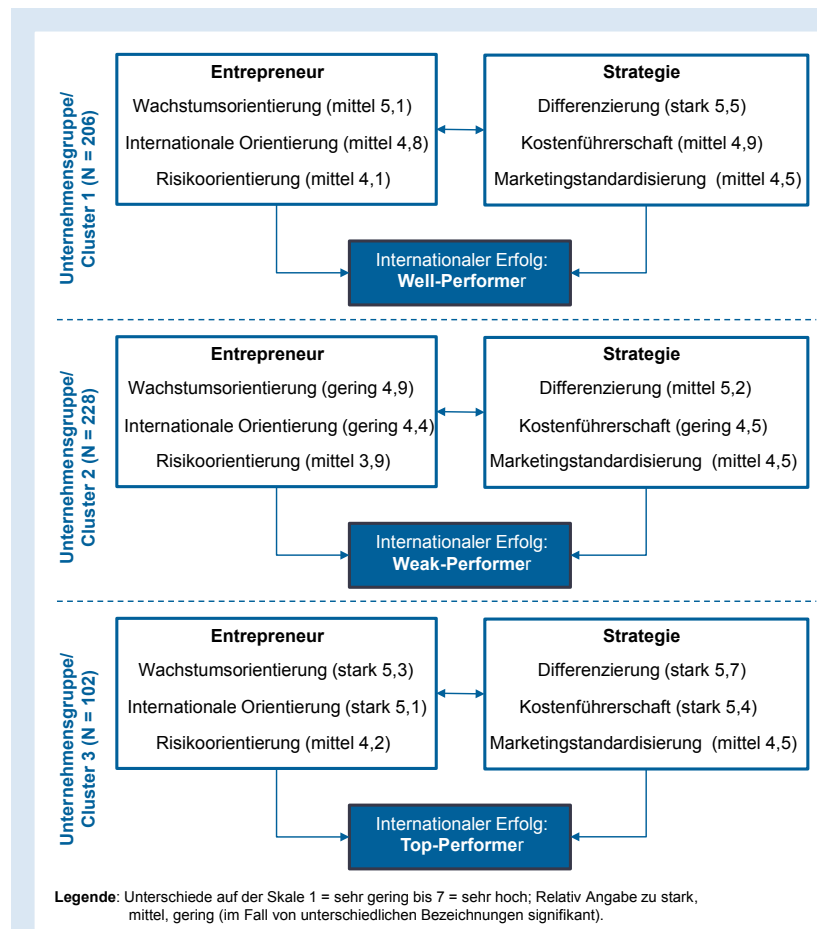 Unternehmensgruppe/
Cluster 1 (N = 206)
Entrepreneur
Wachstumsorientierung (mittel 5,1)
Internationale Orientierung (mittel 4,8)
Risikoorientierung (mittel 4,1)
Strategie
Differenzierung (stark 5,5)
Kostenführerschaft (mittel 4,9)
Marketingstandardisierung (mittel 4,5)
Internationaler Erfolg:
Well-Performer
Unternehmensgruppe/
Cluster 2 (N = 228)
Entrepreneur
Wachstumsorientierung (gering 4,9)
Internationale Orientierung (gering 4,4)
Risikoorientierung (mittel 3,9)
Strategie
Differenzierung (mittel 5,2)
Kostenführerschaft (gering 4,5)
Marketingstandardisierung (mittel 4,5)
Internationaler Erfolg:
Weak-Performer
Unternehmensgruppe/
Cluster 3 (N = 102)
Entrepreneur
Wachstumsorientierung (stark 5,3)
Internationale Orientierung (stark 5,1)
Risikoorientierung (mittel 4,2)
Strategie
Differenzierung (stark 5,7)
Kostenführerschaft (stark 5,4)
Marketingstandardisierung (mittel 4,5)
Internationaler Erfolg:
Top-Performer
Legende: Unterschiede auf der Skale 1 = sehr gering bis 7 = sehr hoch; Relativ Angabe zu stark,
mittel, gering (im Fall von unterschiedlichen Bezeichnungen signifikant).